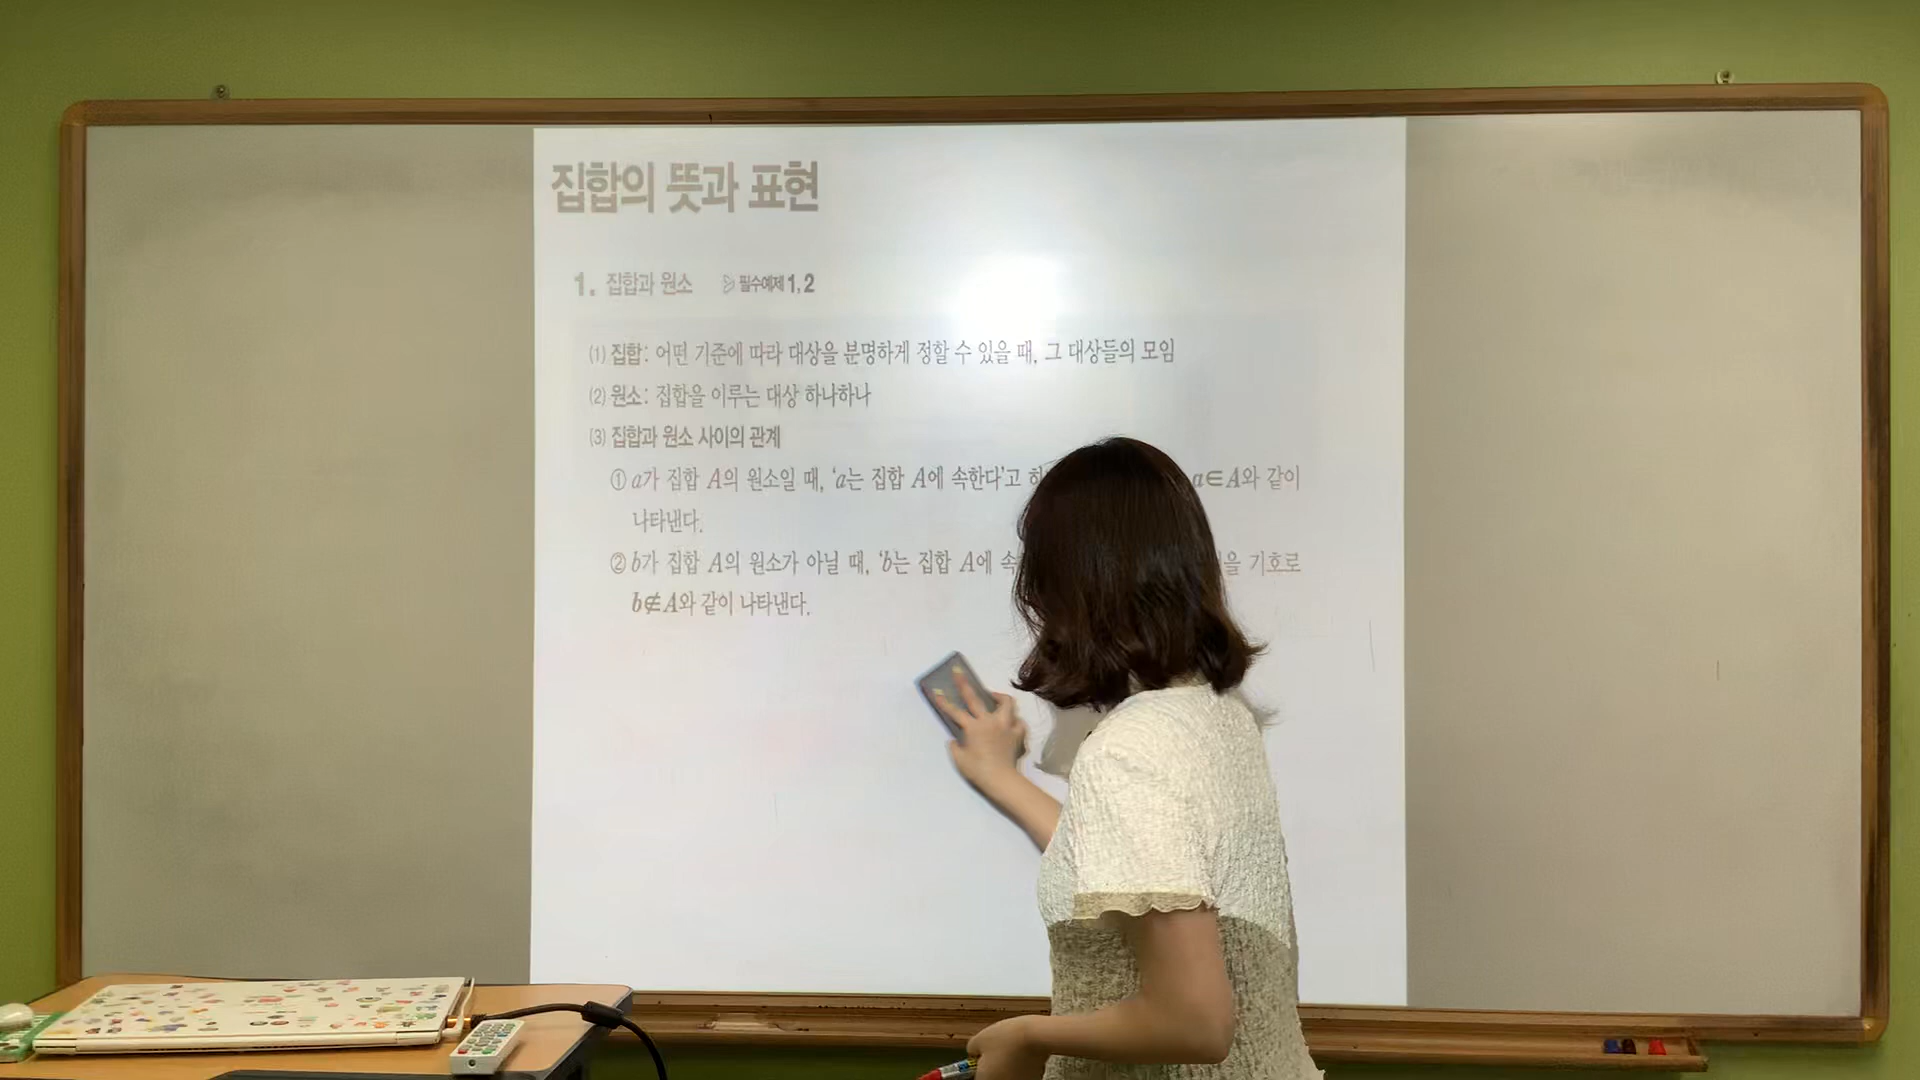 집합의 뜻과 표현
1. 집합과 원소 필수예제 1, 2
(1) 집합: 어떤 기준에 따라 대상을 분명하게 정할 수 있을 때, 그 대상들의 모임
(2) 원소: 집합을 이루는 대상 하나하나
(3) 집합과 원소 사이의 관계
① a가 집합 A의 원소일 때, ‘a는 집합 A에 속한다’고 a∈A와 같이
나타낸다.
② b가 집합 A의 원소가 아닐 때, ‘b는 집합 A에 을 기호로
b∉A와 같이 나타낸다.